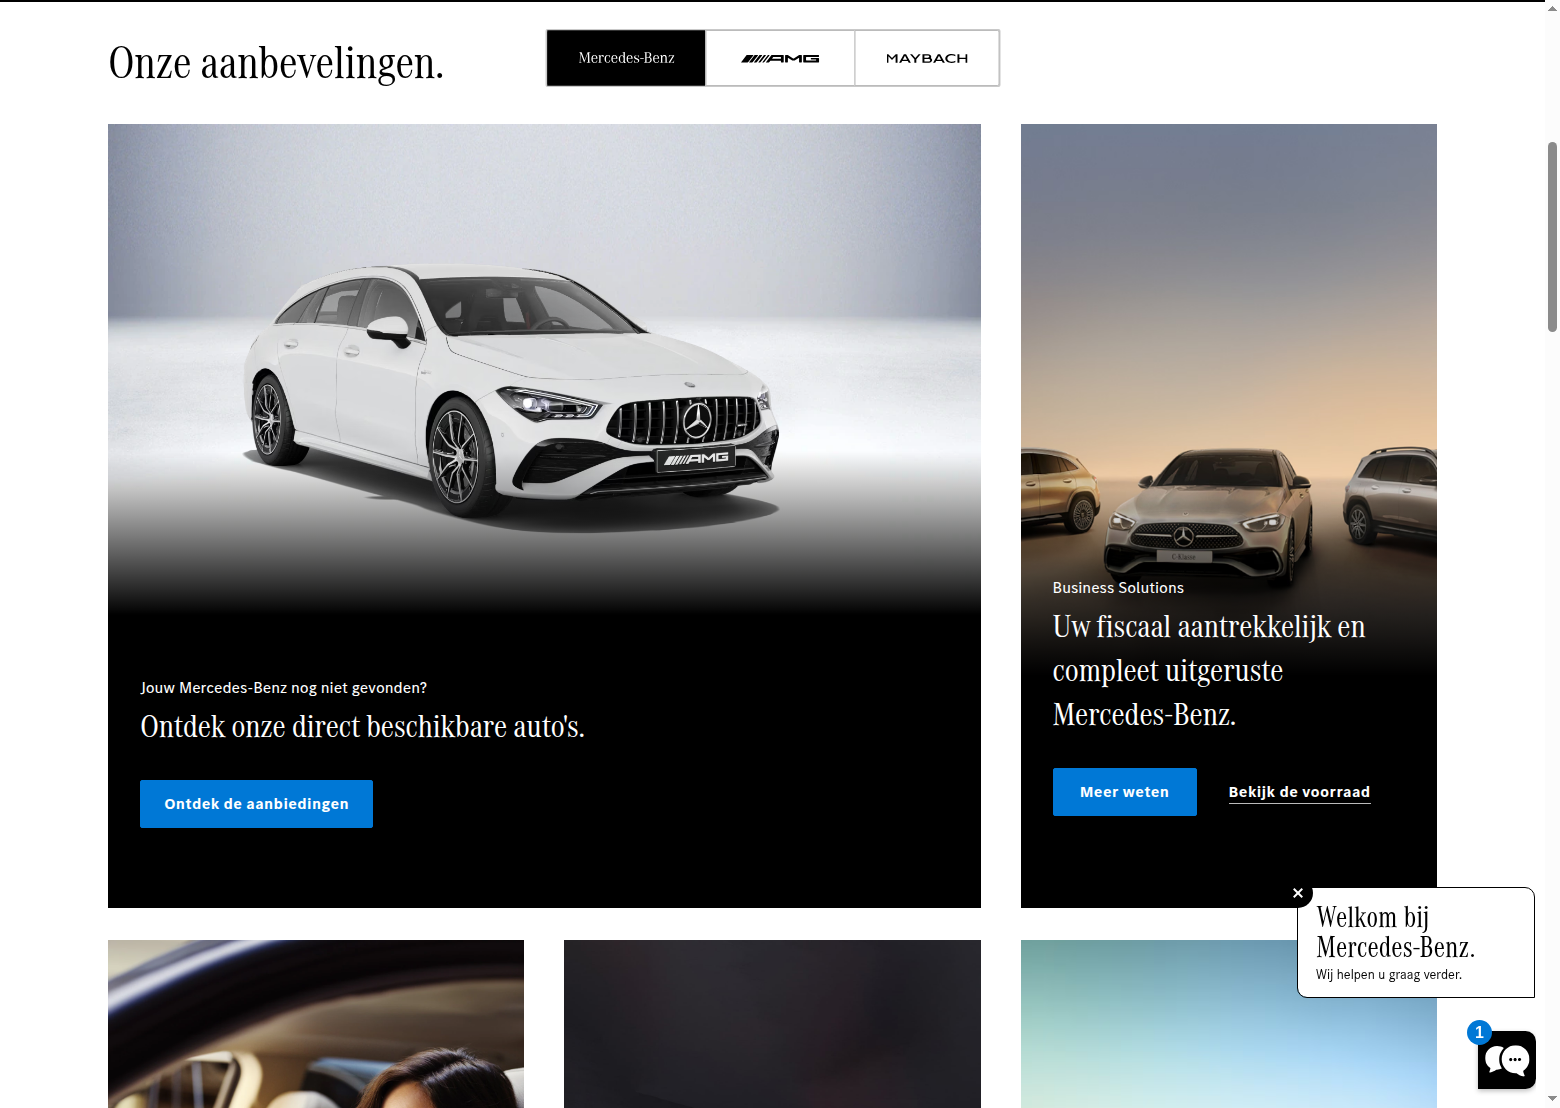 Onze aanbevelingen.
Mercedes-Benz
AMG
MAYBACH
AMG
Jouw Mercedes-Benz nog niet gevonden?
Ontdek onze direct beschikbare auto's.
Ontdek de aanbiedingen
C-Klasse
Business Solutions
Uw fiscaal aantrekkelijk en
compleet uitgeruste
Mercedes-Benz.
Meer weten
Bekijk de voorraad
Welkom bij
Mercedes-Benz.
Wij helpen u graag verder.
1